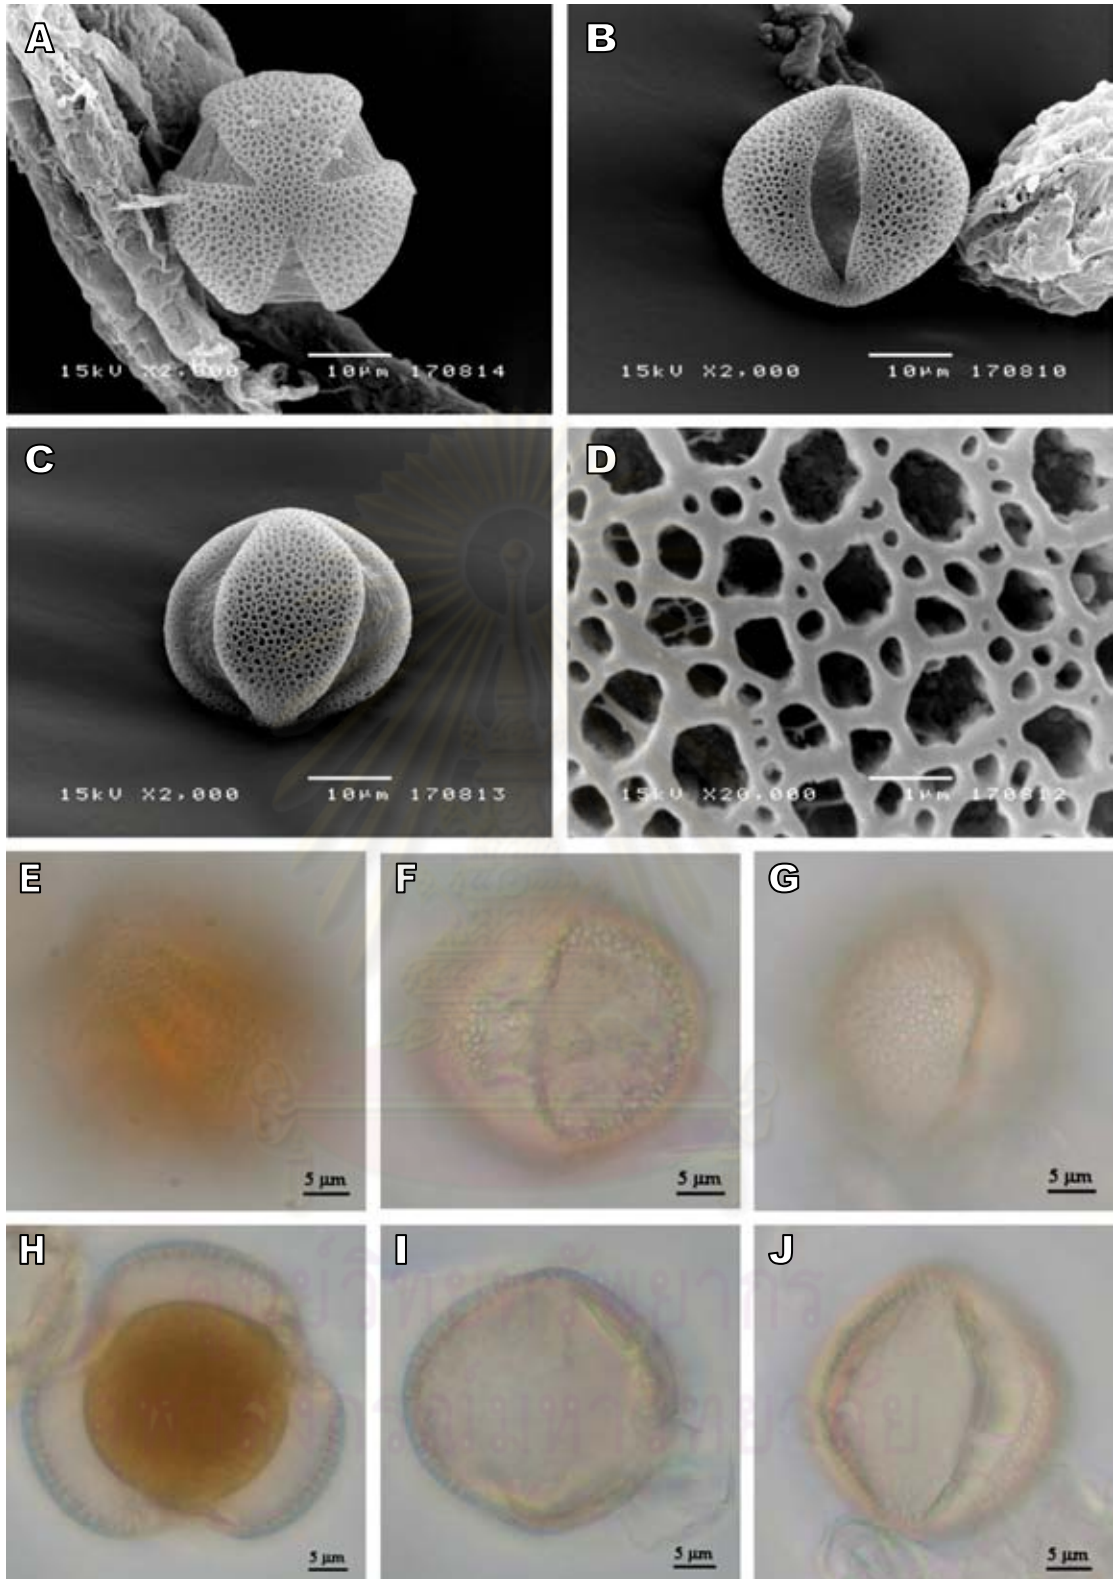 A
B
15kV X2,000 10µm 170814
15kV X2,000 10µm 170810
C
D
15kV X2,000 10µm 170813
15kV X20,000 1µm 170812
E
F
G
5 µm
5 µm
5 µm
H
I
J
5 µm
5 µm
5 µm